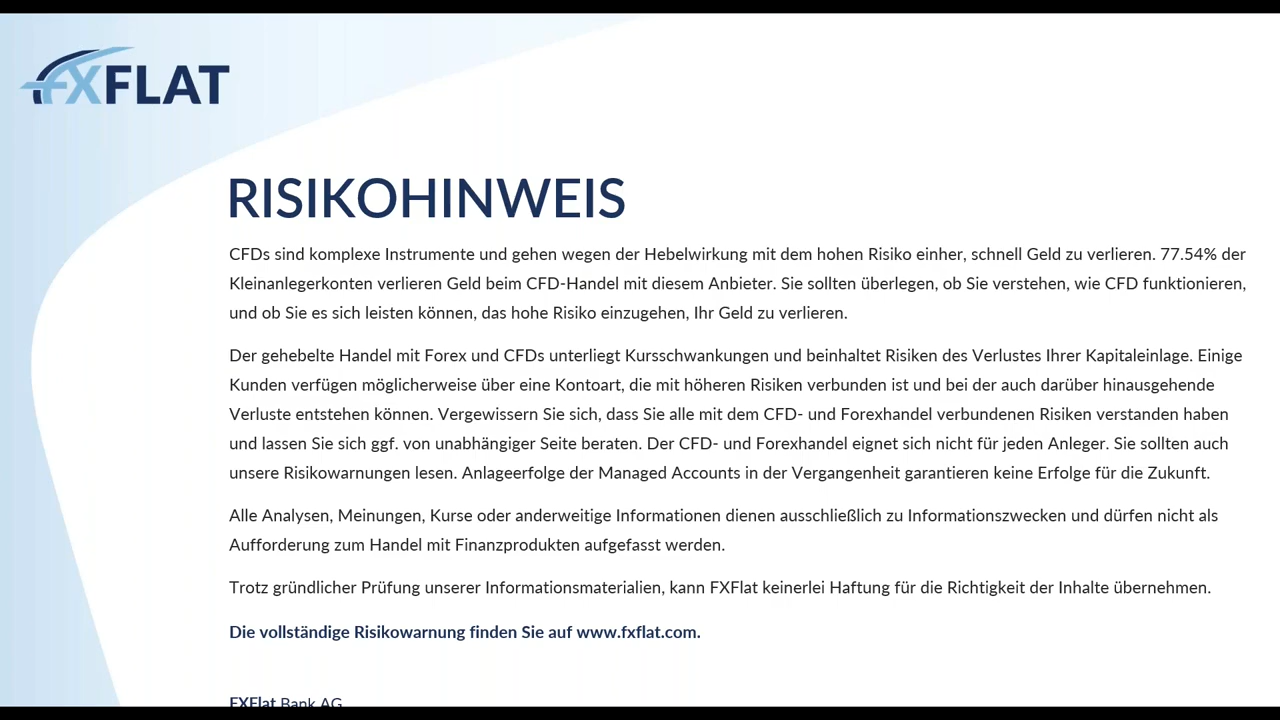 FXFLAT
RISIKOHINWEIS
CFDs sind komplexe Instrumente und gehen wegen der Hebelwirkung mit dem hohen Risiko einher, schnell Geld zu verlieren. 77.54% der
Kleinanlegerkonten verlieren Geld beim CFD-Handel mit diesem Anbieter. Sie sollten überlegen, ob Sie verstehen, wie CFD funktionieren,
und ob Sie es sich leisten können, das hohe Risiko einzugehen, Ihr Geld zu verlieren.
Der gehebelte Handel mit Forex und CFDs unterliegt Kursschwankungen und beinhaltet Risiken des Verlustes Ihrer Kapitaleinlage. Einige
Kunden verfügen möglicherweise über eine Kontoart, die mit höheren Risiken verbunden ist und bei der auch darüber hinausgehende
Verluste entstehen können. Vergewissern Sie sich, dass Sie alle mit dem CFD- und Forexhandel verbundenen Risiken verstanden haben
und lassen Sie sich ggf. von unabhängiger Seite beraten. Der CFD- und Forexhandel eignet sich nicht für jeden Anleger. Sie sollten auch
unsere Risikowarnungen lesen. Anlageerfolge der Managed Accounts in der Vergangenheit garantieren keine Erfolge für die Zukunft.
Alle Analysen, Meinungen, Kurse oder anderweitige Informationen dienen ausschließlich zu Informationszwecken und dürfen nicht als
Aufforderung zum Handel mit Finanzprodukten aufgefasst werden.
Trotz gründlicher Prüfung unserer Informationsmaterialien, kann FXFlat keinerlei Haftung für die Richtigkeit der Inhalte übernehmen.
Die vollständige Risikowarnung finden Sie auf www.fxflat.com.
FXFlat Bank AG